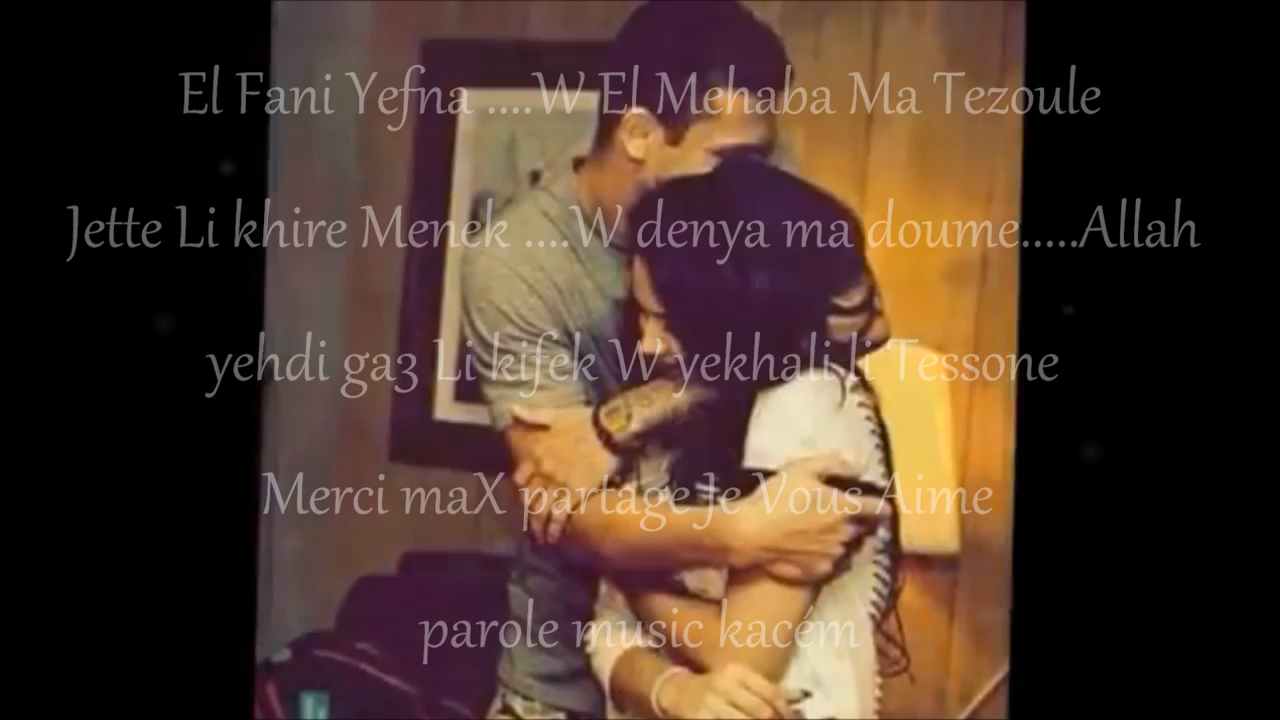 El Fani Yefna ....W El Mehaba Ma Tezoule
Jette Li khire Menek ....W denya ma doume.....Allah
yehdi ga3 Li kifek W yekhali li Tessone
Merci maX partage Je Vous Aime
parole music kacém